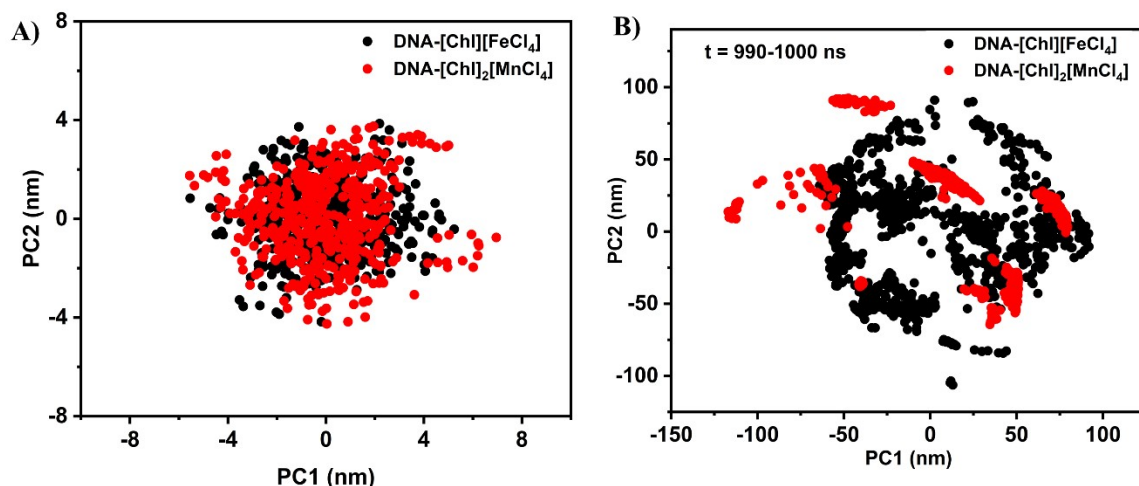 A)
DNA-[Chl][FeCl₄]
DNA-[Chl]₂[MnCl₄]
8
4
0
-4
-8
PC2 (nm)
-8 -4 0 4 8
PC1 (nm)
B)
t = 990-1000 ns
DNA-[Chl][FeCl₄]
DNA-[Chl]₂[MnCl₄]
100
50
0
-50
-100
PC2 (nm)
-150 -100 -50 0 50 100
PC1 (nm)